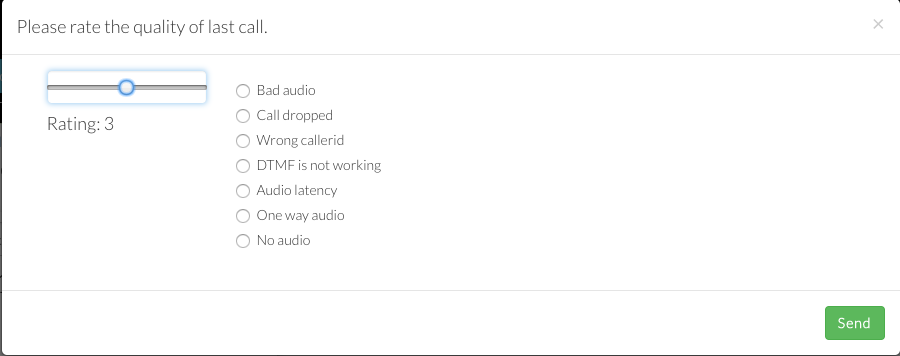 Please rate the quality of last call.
×
Rating: 3
Bad audio
Call dropped
Wrong callerid
DTMF is not working
Audio latency
One way audio
No audio
Send